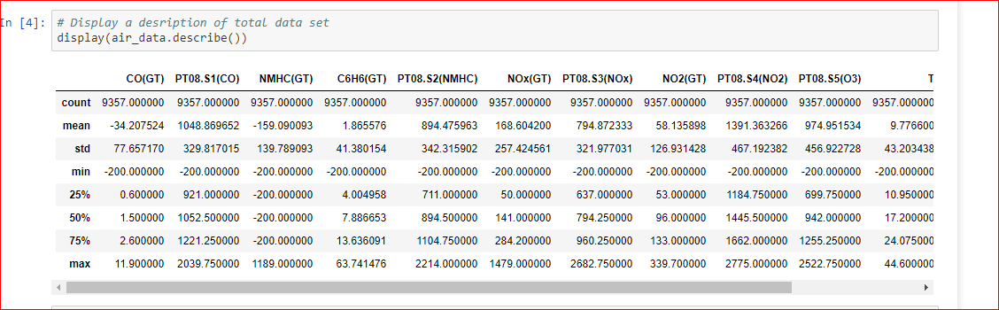 In [4]:
# Display a desription of total data set
display(air_data.describe())
CO(GT) PT08.S1(CO) NMHC(GT) C6H6(GT) PT08.S2(NMHC) NOx(GT) PT08.S3(NOx) NO2(GT) PT08.S4(NO2) PT08.S5(O3) T
count 9357.000000 9357.000000 9357.000000 9357.000000 9357.000000 9357.000000 9357.000000 9357.000000 9357.000000 9357.000000 9357.000000
mean -34.207524 1048.869652 -159.090093 1.865576 894.475963 168.604200 794.872333 58.135898 1391.363266 974.951534 9.776600
std 77.657170 329.817015 139.789093 41.380154 342.315902 257.424561 321.977031 126.931428 467.192382 456.922728 43.203438
min -200.000000 -200.000000 -200.000000 -200.000000 -200.000000 -200.000000 -200.000000 -200.000000 -200.000000 -200.000000 -200.000000
25% 0.600000 921.000000 -200.000000 4.004958 711.000000 50.000000 637.000000 53.000000 1184.750000 699.750000 10.950000
50% 1.500000 1052.500000 -200.000000 7.886653 894.500000 141.000000 794.250000 96.000000 1445.500000 942.000000 17.200000
75% 2.600000 1221.250000 -200.000000 13.636091 1104.750000 284.200000 960.250000 133.000000 1662.000000 1255.250000 24.075000
max 11.900000 2039.750000 1189.000000 63.741476 2214.000000 1479.000000 2682.750000 339.700000 2775.000000 2522.750000 44.600000